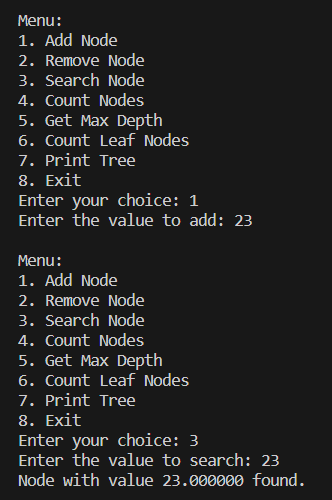 Menu:
1. Add Node
2. Remove Node
3. Search Node
4. Count Nodes
5. Get Max Depth
6. Count Leaf Nodes
7. Print Tree
8. Exit
Enter your choice: 1
Enter the value to add: 23

Menu:
1. Add Node
2. Remove Node
3. Search Node
4. Count Nodes
5. Get Max Depth
6. Count Leaf Nodes
7. Print Tree
8. Exit
Enter your choice: 3
Enter the value to search: 23
Node with value 23.000000 found.